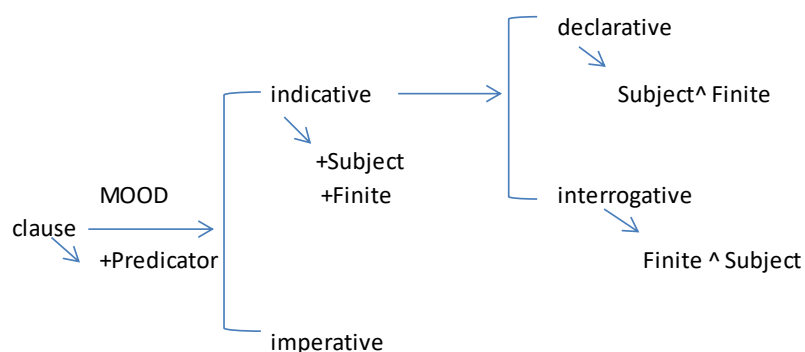 declarative
Subject^ Finite
indicative
+Subject
+Finite
MOOD
clause
+Predicator
interrogative
Finite ^ Subject
imperative